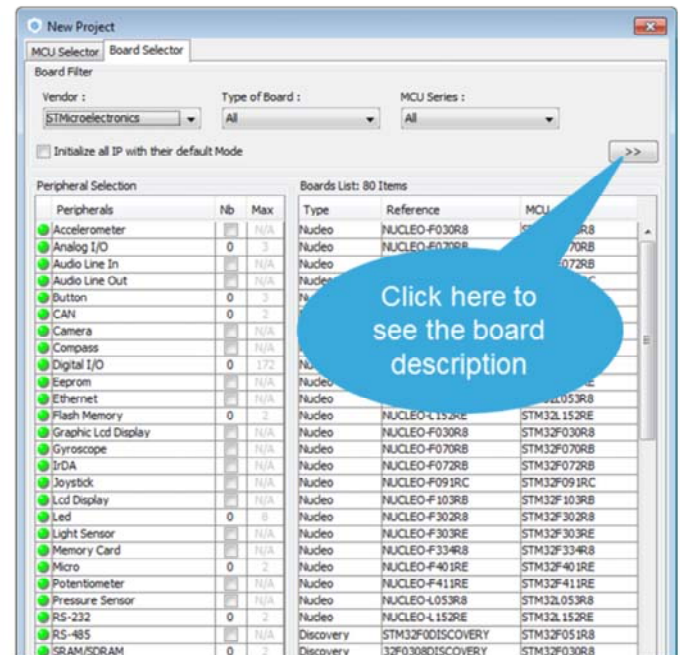 New Project
MCU Selector Board Selector
Board Filter
Vendor : Type of Board : MCU Series :
STMicroelectronics All All
Initialize all IP with their default Mode >>
Peripheral Selection Boards List: 80 Items
Peripherals Nb Max Type Reference MCU
Accelerometer N/A Nucleo NUCLEO-F030R8
Analog I/O 0 3 Nucleo NUCLEO-F070RB
Audio Line In N/A Nucleo
Audio Line Out N/A
Button 0 3
CAN 0 2
Camera N/A
Compass N/A
Digital I/O 0 172
Click here to
see the board
description
Eeprom N/A Nucleo
Ethernet N/A Nucleo
Flash Memory 0 2 Nucleo NUCLEO-L152RE STM32L152RE
Graphic Lcd Display N/A Nucleo NUCLEO-F030R8 STM32F030R8
Gyroscope N/A Nucleo NUCLEO-F070RB STM32F070RB
IrDA N/A Nucleo NUCLEO-F072RB STM32F072RB
Joystick N/A Nucleo NUCLEO-F091RC STM32F091RC
Lcd Display N/A Nucleo NUCLEO-F103RB STM32F103RB
Led 0 8 Nucleo NUCLEO-F302R8 STM32F302R8
Light Sensor N/A Nucleo NUCLEO-F303RE STM32F303RE
Memory Card N/A Nucleo NUCLEO-F334R8 STM32F334R8
Micro 0 2 Nucleo NUCLEO-F401RE STM32F401RE
Potentiometer N/A Nucleo NUCLEO-F411RE STM32F411RE
Pressure Sensor N/A Nucleo NUCLEO-L053R8 STM32L053R8
RS-232 0 2 Nucleo NUCLEO-L152RE STM32L152RE
RS-485 N/A Discovery STM32F0DISCOVERY STM32F051R8
SRAM/SDRAM 0 2 Discovery 32F0308DISCOVERY STM32F030R8